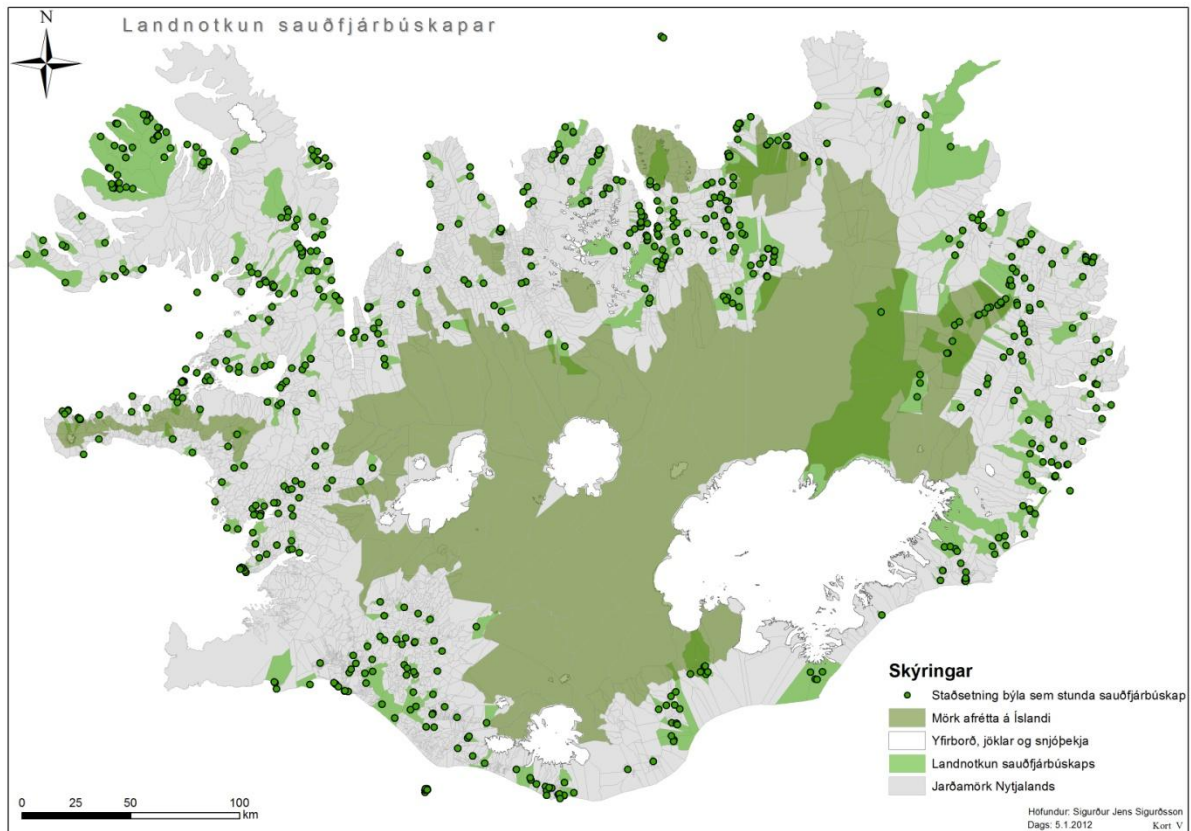 Landnotkun sauðfjárbúskapar
N
Skýringar
Staðsetning býla sem stunda sauðfjárbúskap
Mörk afrétta á Íslandi
Yfirborð, jöklar og snjóþekja
Landnotkun sauðfjárbúskaps
Jarðamörk Nytjalands
0 25 50 100
km
Höfundur: Sigurður Jens Sigurðsson
Dags: 5.1.2012 Kort V